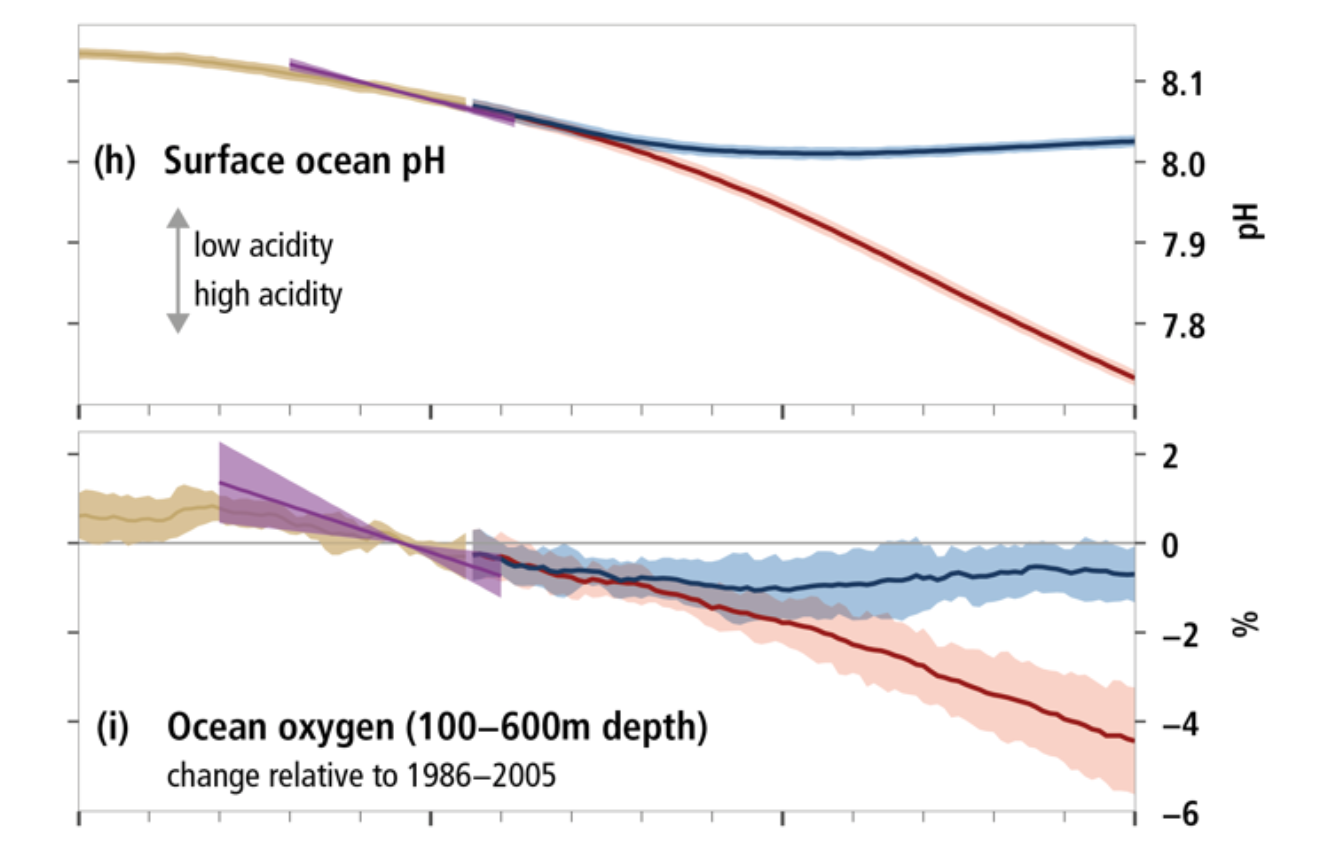 8.1
(h) Surface ocean pH
8.0
low acidity
7.9
pH
high acidity
7.8
2
0
−2
%
(i) Ocean oxygen (100–600m depth)
−4
change relative to 1986–2005
−6